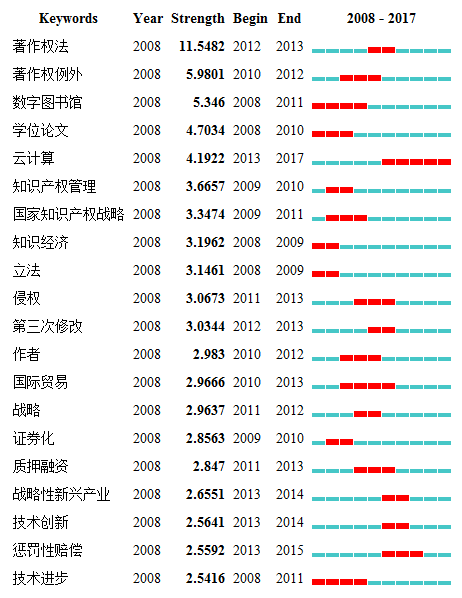 Keywords Year Strength Begin End 2008 - 2017
著作权法 2008 11.5482 2012 2013
著作权例外 2008 5.9801 2010 2012
数字图书馆 2008 5.346 2008 2011
学位论文 2008 4.7034 2008 2010
云计算 2008 4.1922 2013 2017
知识产权管理 2008 3.6657 2009 2010
国家知识产权战略 2008 3.3474 2009 2011
知识经济 2008 3.1962 2008 2009
立法 2008 3.1461 2008 2009
侵权 2008 3.0673 2011 2013
第三次修改 2008 3.0344 2012 2013
作者 2008 2.983 2010 2012
国际贸易 2008 2.9666 2010 2013
战略 2008 2.9637 2011 2012
证券化 2008 2.8563 2009 2010
质押融资 2008 2.847 2011 2013
战略性新兴产业 2008 2.6551 2013 2014
技术创新 2008 2.5641 2013 2014
惩罚性赔偿 2008 2.5592 2013 2015
技术进步 2008 2.5416 2008 2011